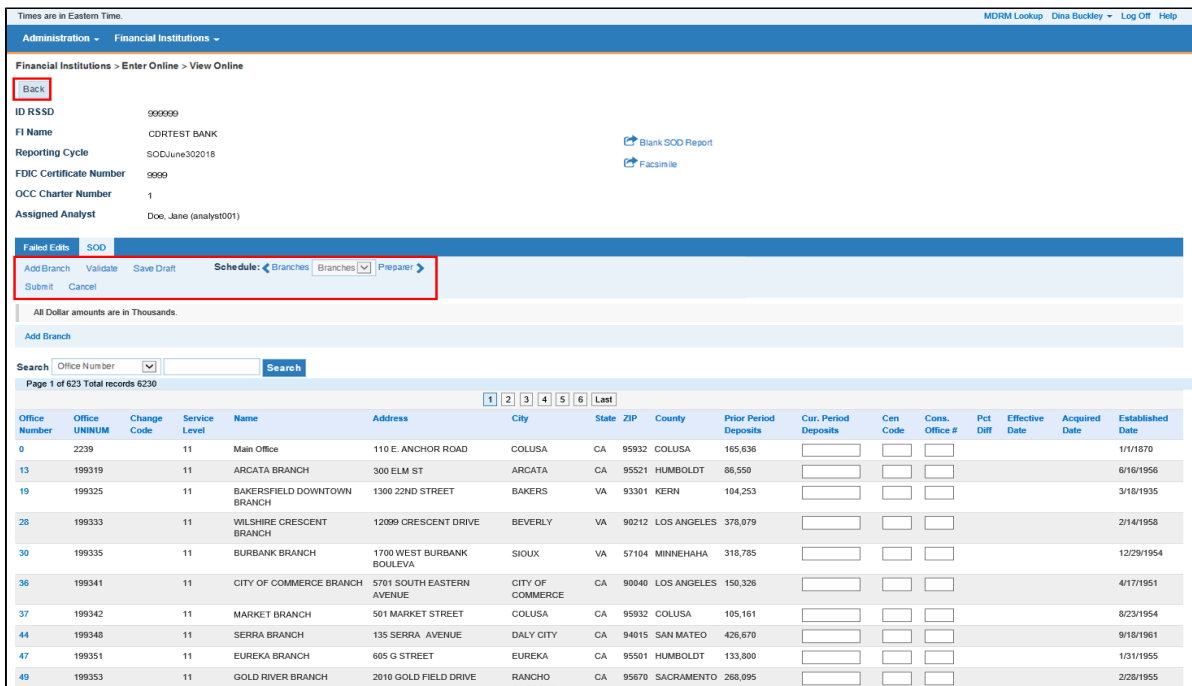 Times are in Eastern Time. MDRM Lookup Dina Buckley Log Off Help
Administration Financial Institutions
Financial Institutions > Enter Online > View Online
Back
ID RSSD 999999
FI Name CDRTEST BANK
Blank SOD Report
Reporting Cycle SODJune302018
Facsimile
FDIC Certificate Number 9999
OCC Charter Number 1
Assigned Analyst Doe, Jane (analyst001)
Failed Edits SOD
Add Branch Validate Save Draft Schedule: Branches Branches Preparer
Submit Cancel
All Dollar amounts are in Thousands.
Add Branch
Search Office Number Search
Page 1 of 623 Total records 6230
1 2 3 4 5 6 Last
Office Office Change Service Name Address City State ZIP County Prior Period Cur. Period Cen Cons. Pct Effective Acquired Established
Number UNINUM Code Level Deposits Deposits Code Office # Diff Date Date Date
0 2239 11 Main Office 110 E. ANCHOR ROAD COLUSA CA 95932 COLUSA 165,636 1/1/1870
13 199319 11 ARCATA BRANCH 300 ELM ST ARCATA CA 95521 HUMBOLDT 86,550 6/16/1956
19 199325 11 BAKERSFIELD DOWNTOWN 1300 22ND STREET BAKERS VA 93301 KERN 104,253 3/18/1935
BRANCH
28 199333 11 WILSHIRE CRESCENT 12099 CRESCENT DRIVE BEVERLY VA 90212 LOS ANGELES 378,079 2/14/1958
BRANCH
30 199335 11 BURBANK BRANCH 1700 WEST BURBANK SIOUX VA 57104 MINNEHAHA 318,785 12/29/1954
BOULEVA
36 199341 11 CITY OF COMMERCE BRANCH 5701 SOUTH EASTERN CITY OF CA 90040 LOS ANGELES 150,326 4/17/1951
AVENUE COMMERCE
37 199342 11 MARKET BRANCH 501 MARKET STREET COLUSA CA 95932 COLUSA 105,161 8/23/1954
44 199348 11 SERRA BRANCH 135 SERRA AVENUE DALY CITY CA 94015 SAN MATEO 426,670 9/18/1961
47 199351 11 EUREKA BRANCH 605 G STREET EUREKA CA 95501 HUMBOLDT 133,800 1/31/1955
49 199353 11 GOLD RIVER BRANCH 2010 GOLD FIELD DRIVE RANCHO CA 95670 SACRAMENTO 268,095 2/28/1955